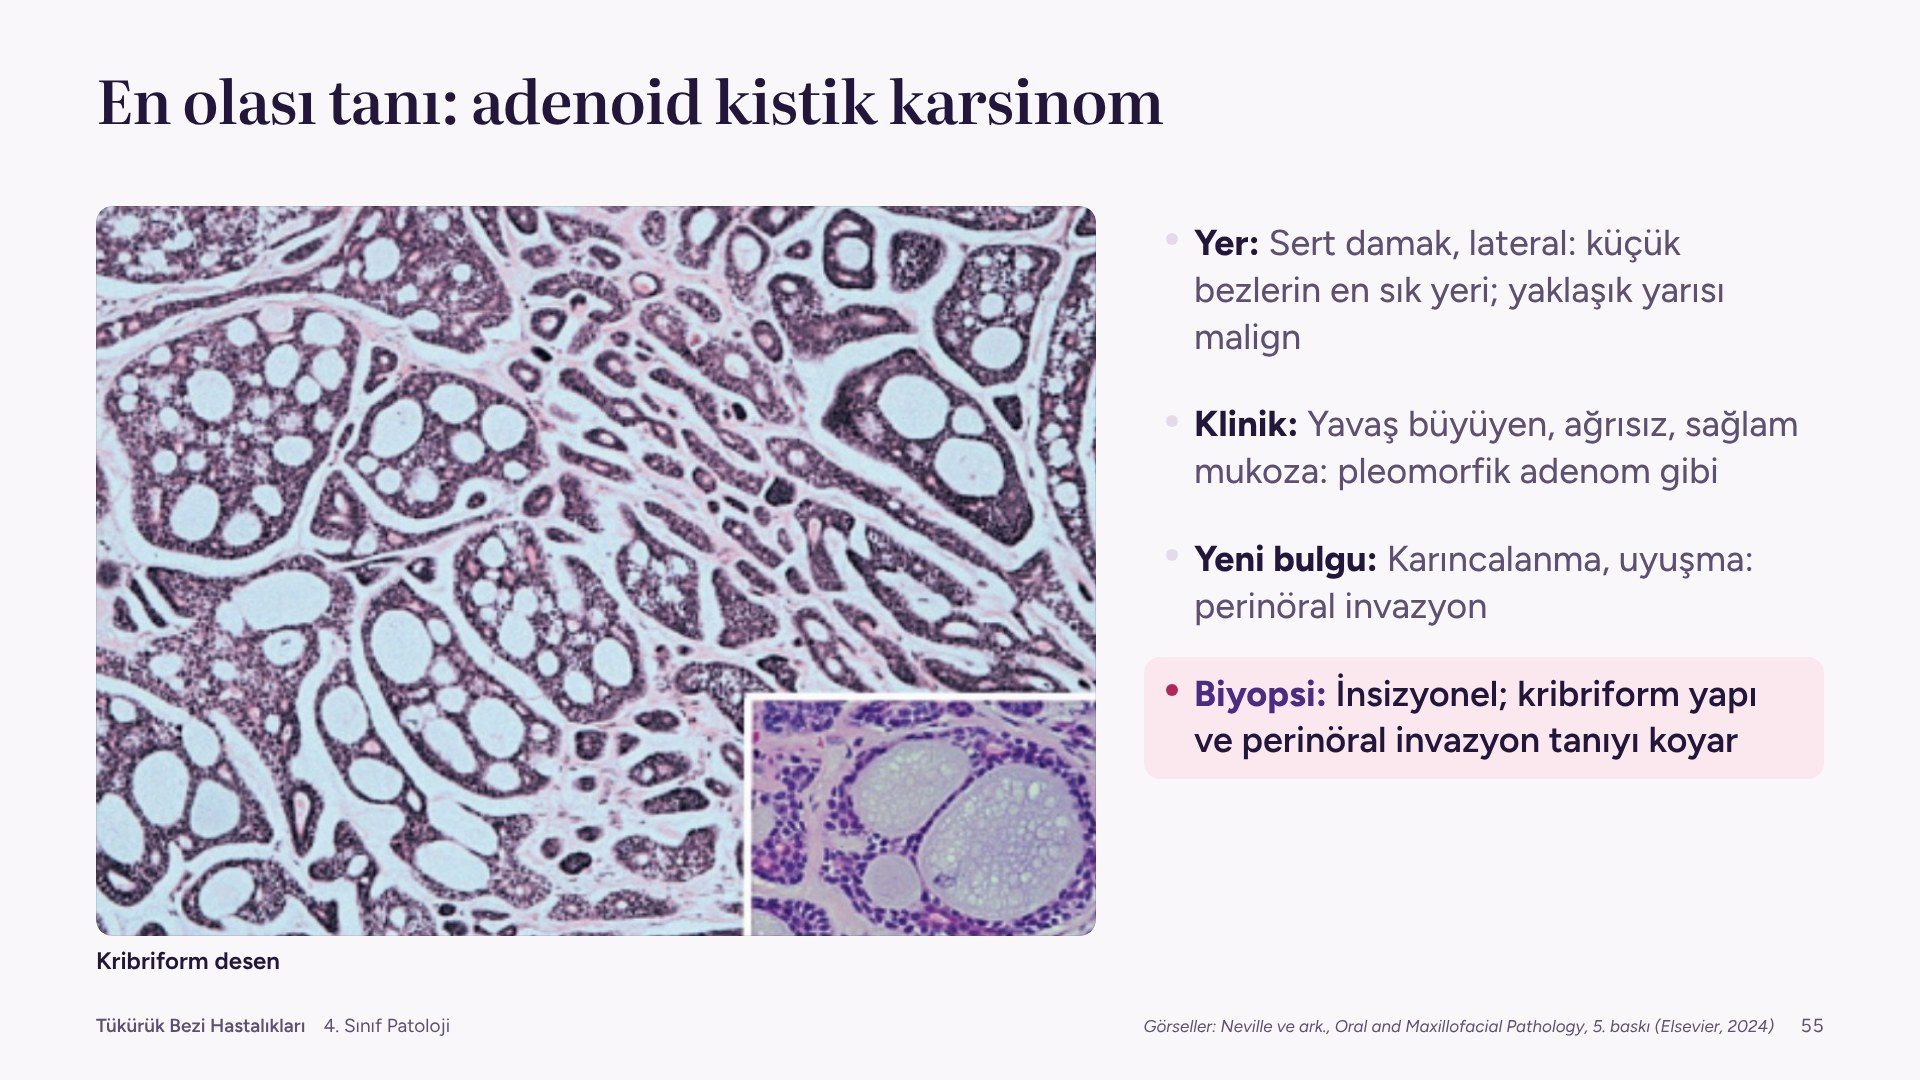 En olası tanı: adenoid kistik karsinom
Yer: Sert damak, lateral: küçük
bezlerin en sık yeri; yaklaşık yarısı
malign
Klinik: Yavaş büyüyen, ağrısız, sağlam
mukoza: pleomorfik adenom gibi
Yeni bulgu: Karıncalanma, uyuşma:
perinöral invazyon
Biyopsi: İnsizyonel; kribriform yapı
ve perinöral invazyon tanıyı koyar
Kribriform desen
Tükürük Bezi Hastalıkları 4. Sınıf Patoloji
Görseller: Neville ve ark., Oral and Maxillofacial Pathology, 5. baskı (Elsevier, 2024) 55